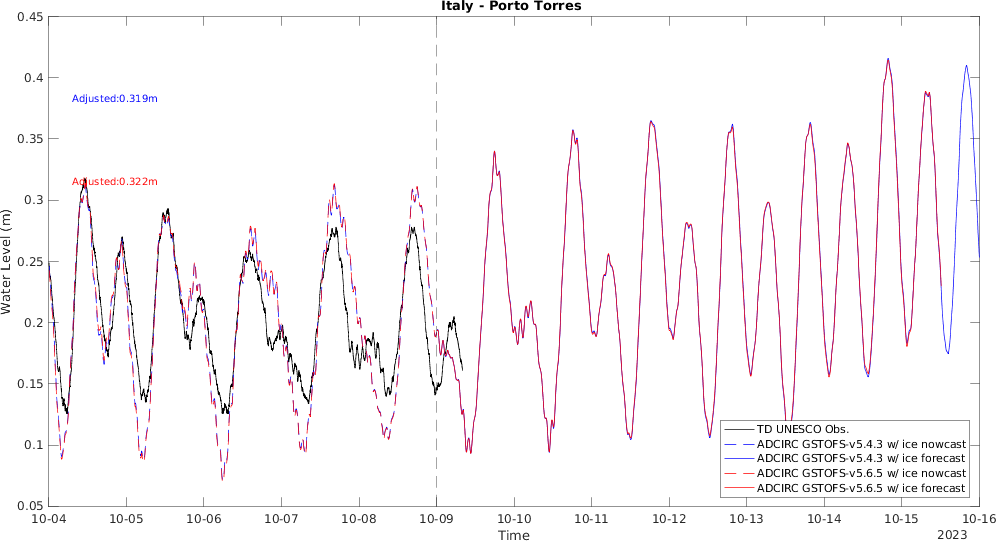 Italy - Porto Torres
0.45
0.4
0.35
0.3
0.25
0.2
0.15
0.1
0.05
Water Level (m)
Adjusted:0.319m
Adjusted:0.322m
TD UNESCO Obs.
ADCIRC GSTOFS-v5.4.3 w/ ice nowcast
ADCIRC GSTOFS-v5.4.3 w/ ice forecast
ADCIRC GSTOFS-v5.6.5 w/ ice nowcast
ADCIRC GSTOFS-v5.6.5 w/ ice forecast
10-04 10-05 10-06 10-07 10-08 10-09 10-10 10-11 10-12 10-13 10-14 10-15 10-16
Time
2023